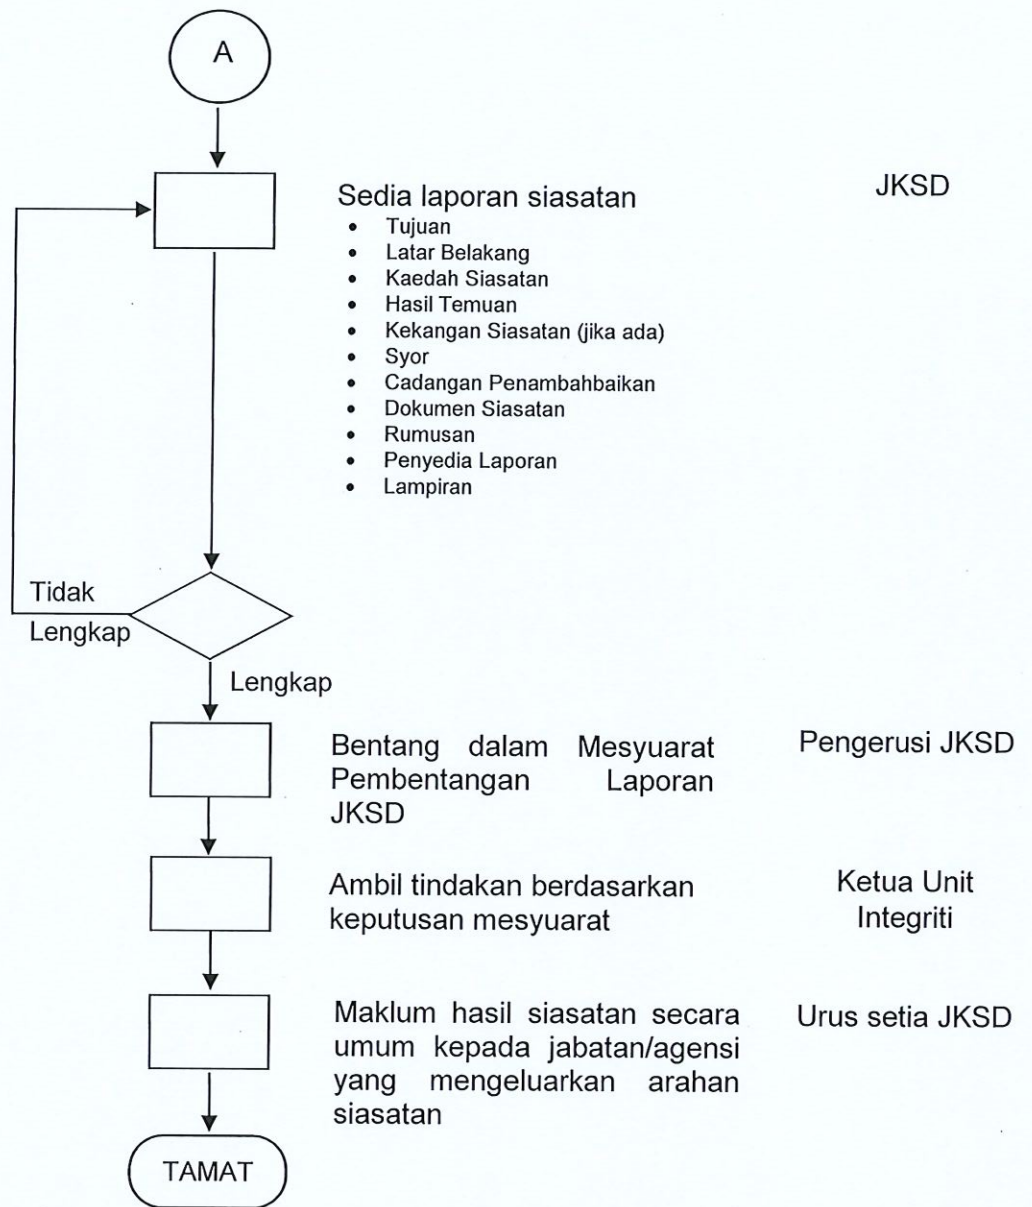 A
Sedia laporan siasatan
JKSD
• Tujuan
• Latar Belakang
• Kaedah Siasatan
• Hasil Temuan
• Kekangan Siasatan (jika ada)
• Syor
• Cadangan Penambahbaikan
• Dokumen Siasatan
• Rumusan
• Penyedia Laporan
• Lampiran
Tidak
Lengkap
Lengkap
Bentang dalam Mesyuarat
Pembentangan Laporan
JKSD
Pengerusi JKSD
Ambil tindakan berdasarkan
keputusan mesyuarat
Ketua Unit
Integriti
Maklum hasil siasatan secara
umum kepada jabatan/agensi
yang mengeluarkan arahan
siasatan
Urus setia JKSD
TAMAT